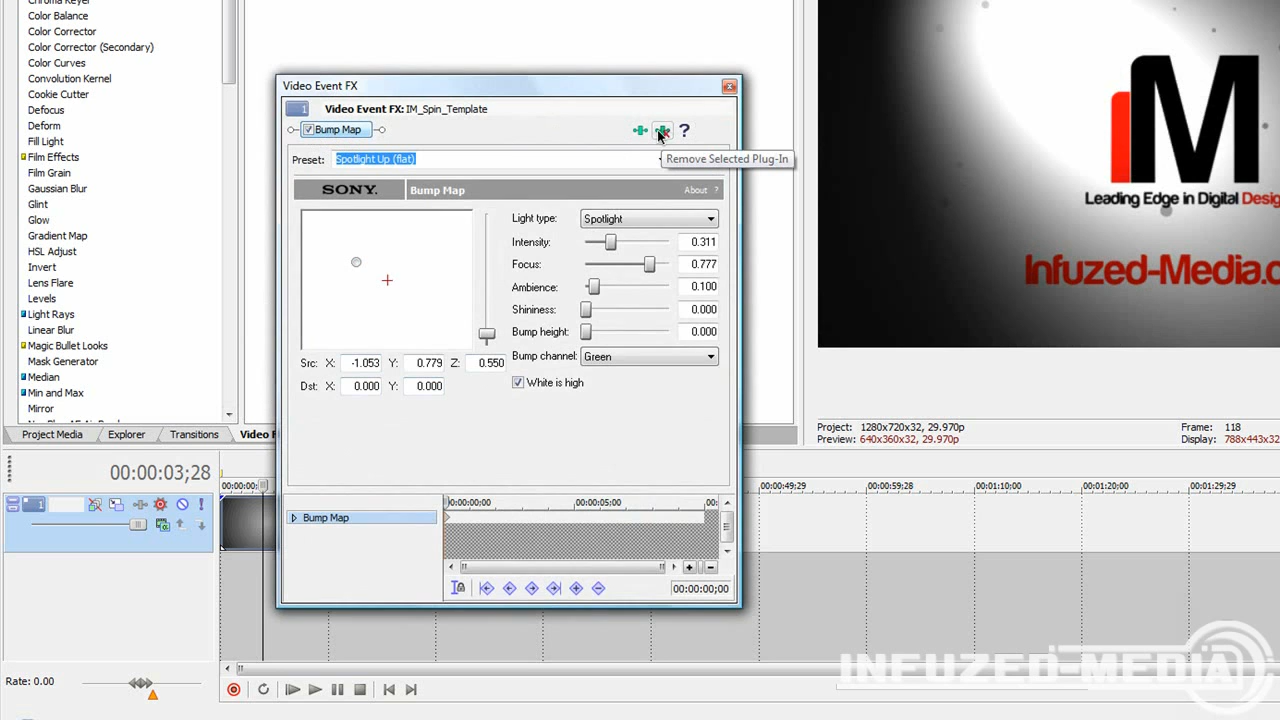 Chroma Keyer
Color Balance
Color Corrector
Color Corrector (Secondary)
Color Curves
Convolution Kernel
Cookie Cutter
Defocus
Deform
Fill Light
Film Effects
Film Grain
Gaussian Blur
Glint
Glow
Gradient Map
HSL Adjust
Invert
Lens Flare
Levels
Light Rays
Linear Blur
Magic Bullet Looks
Mask Generator
Median
Min and Max
Mirror
Project Media
Explorer
Transitions
Video F
Video Event FX
1
Video Event FX: IM_Spin_Template
Bump Map
?
Remove Selected Plug-In
Preset: Spotlight Up (flat)
SONY. Bump Map About ?
Light type: Spotlight
Intensity: 0.311
Focus: 0.777
Ambience: 0.100
Shininess: 0.000
Bump height: 0.000
Bump channel: Green
White is high
Src: X: -1.053 Y: 0.779 Z: 0.550
Dst: X: 0.000 Y: 0.000
00:00:00;00 00:00:05;00 00:
Bump Map
00:00:00;00
M
Leading Edge in Digital Desig
Infuzed-Media.c
Project: 1280x720x32, 29.970p
Preview: 640x360x32, 29.970p
Frame: 118
Display: 788x443x32
00:00:03;28
00:00:00;
00:00:49;29 00:00:59;28 00:01:10;00 00:01:20;00 00:01:29;29
1
Rate: 0.00
INFUZED-MEDIA